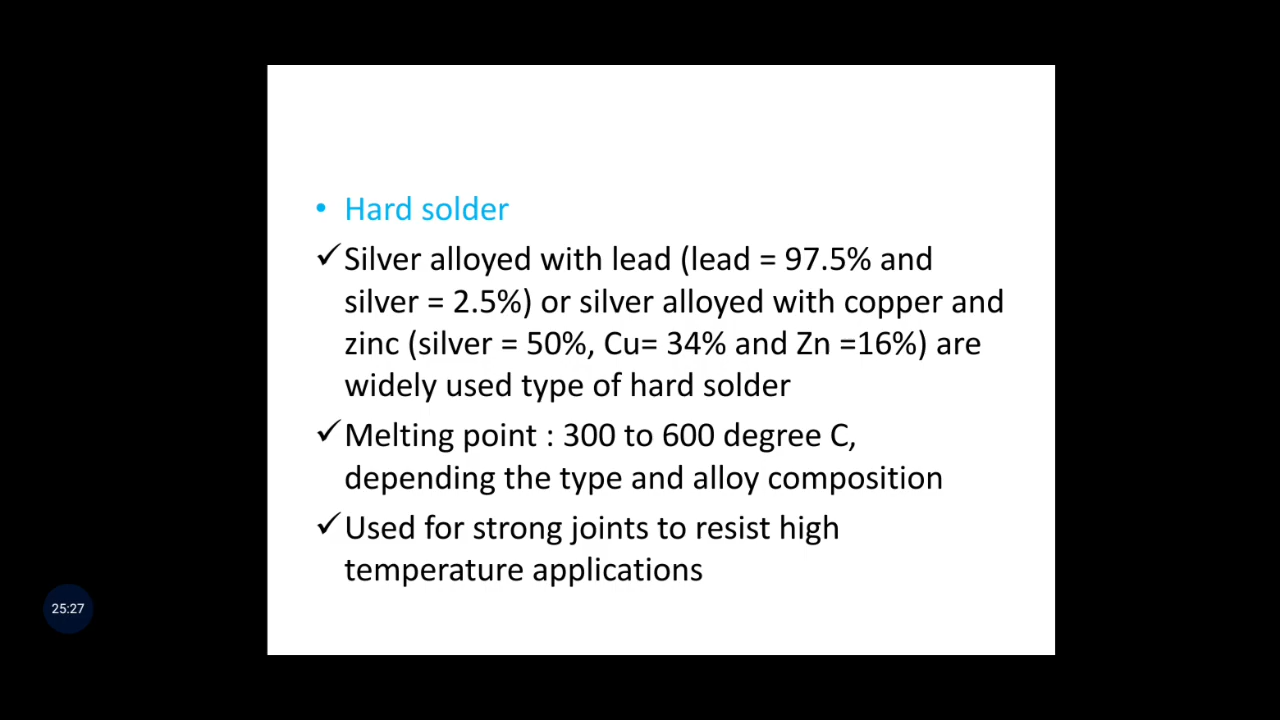 • Hard solder
✓Silver alloyed with lead (lead = 97.5% and
silver = 2.5%) or silver alloyed with copper and
zinc (silver = 50%, Cu= 34% and Zn =16%) are
widely used type of hard solder
✓Melting point : 300 to 600 degree C,
depending the type and alloy composition
✓Used for strong joints to resist high
temperature applications
25:27